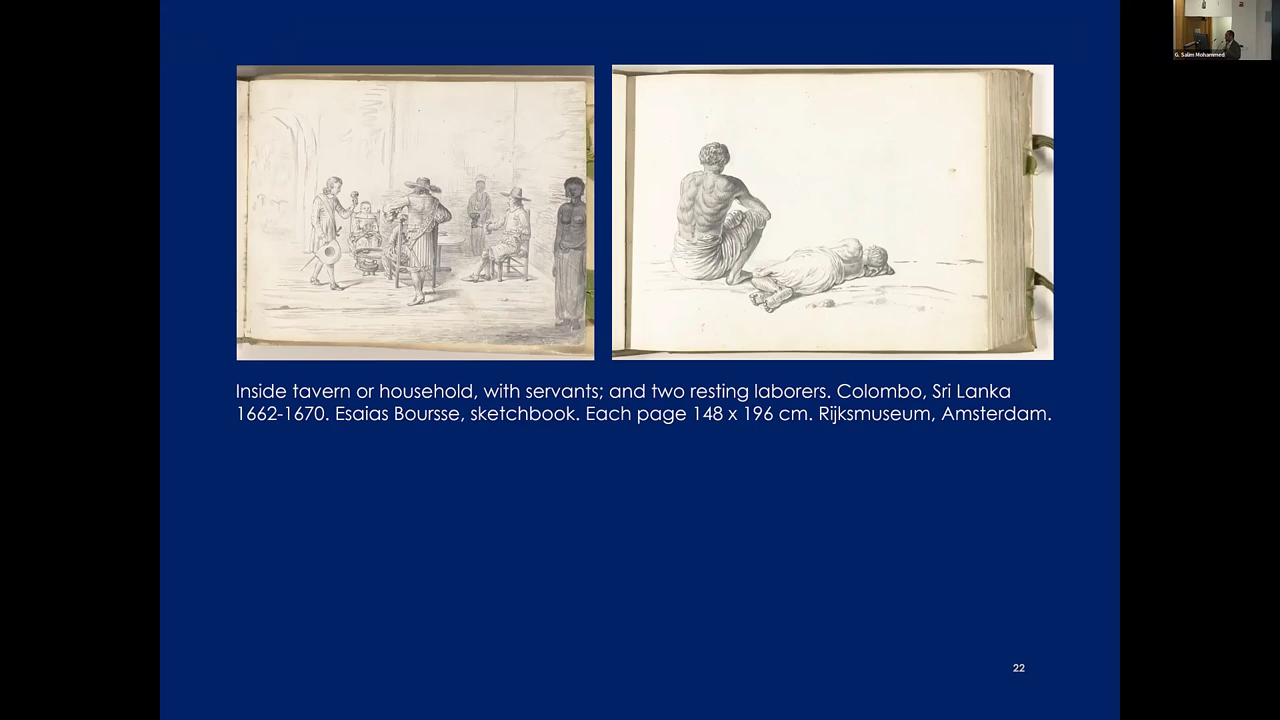 G. Salim Mohammed
Inside tavern or household, with servants; and two resting laborers. Colombo, Sri Lanka
1662-1670. Esaias Boursse, sketchbook. Each page 148 x 196 cm. Rijksmuseum, Amsterdam.
22